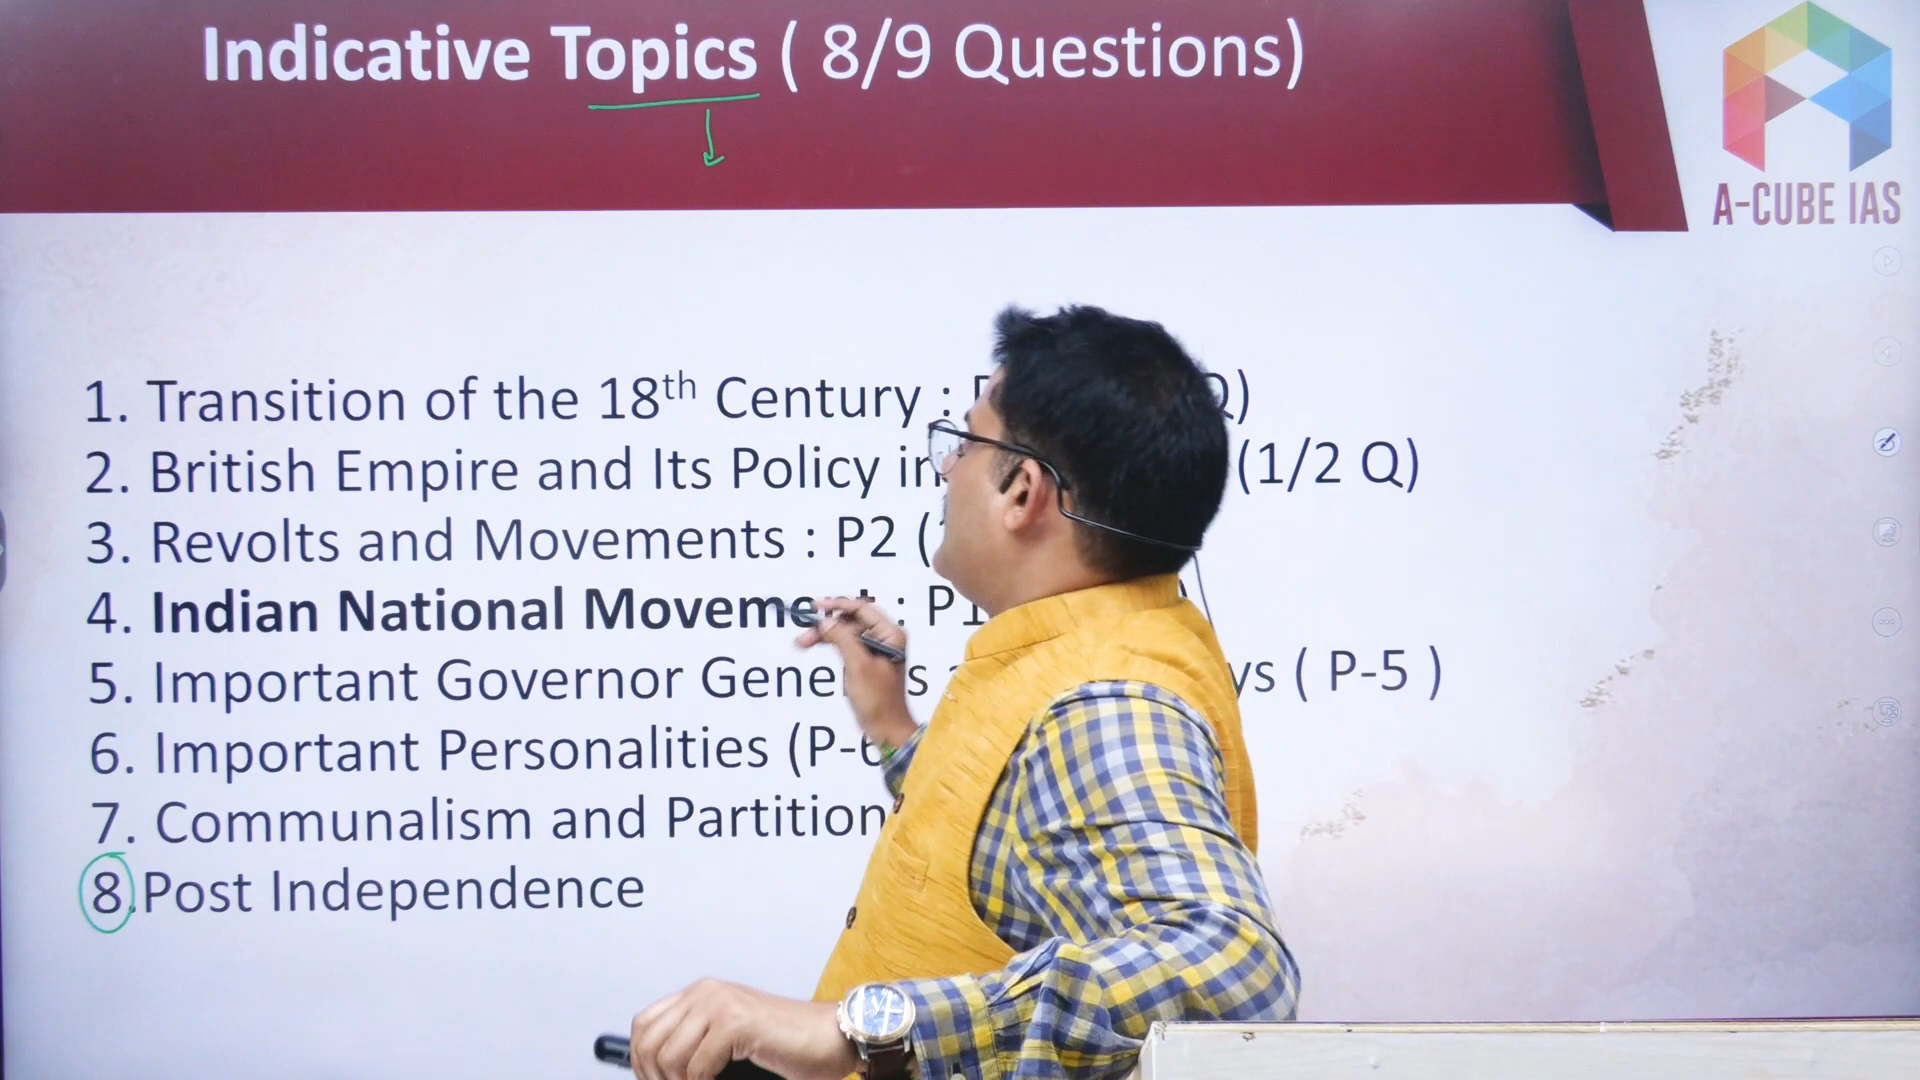 Indicative Topics ( 8/9 Questions)
A-CUBE IAS
1. Transition of the 18th Century :
2. British Empire and Its Policy in (1/2 Q)
3. Revolts and Movements : P2 (
4. Indian National Movement : P1
5. Important Governor Gene s ( P-5 )
6. Important Personalities (P-6
7. Communalism and Partition
8.Post Independence